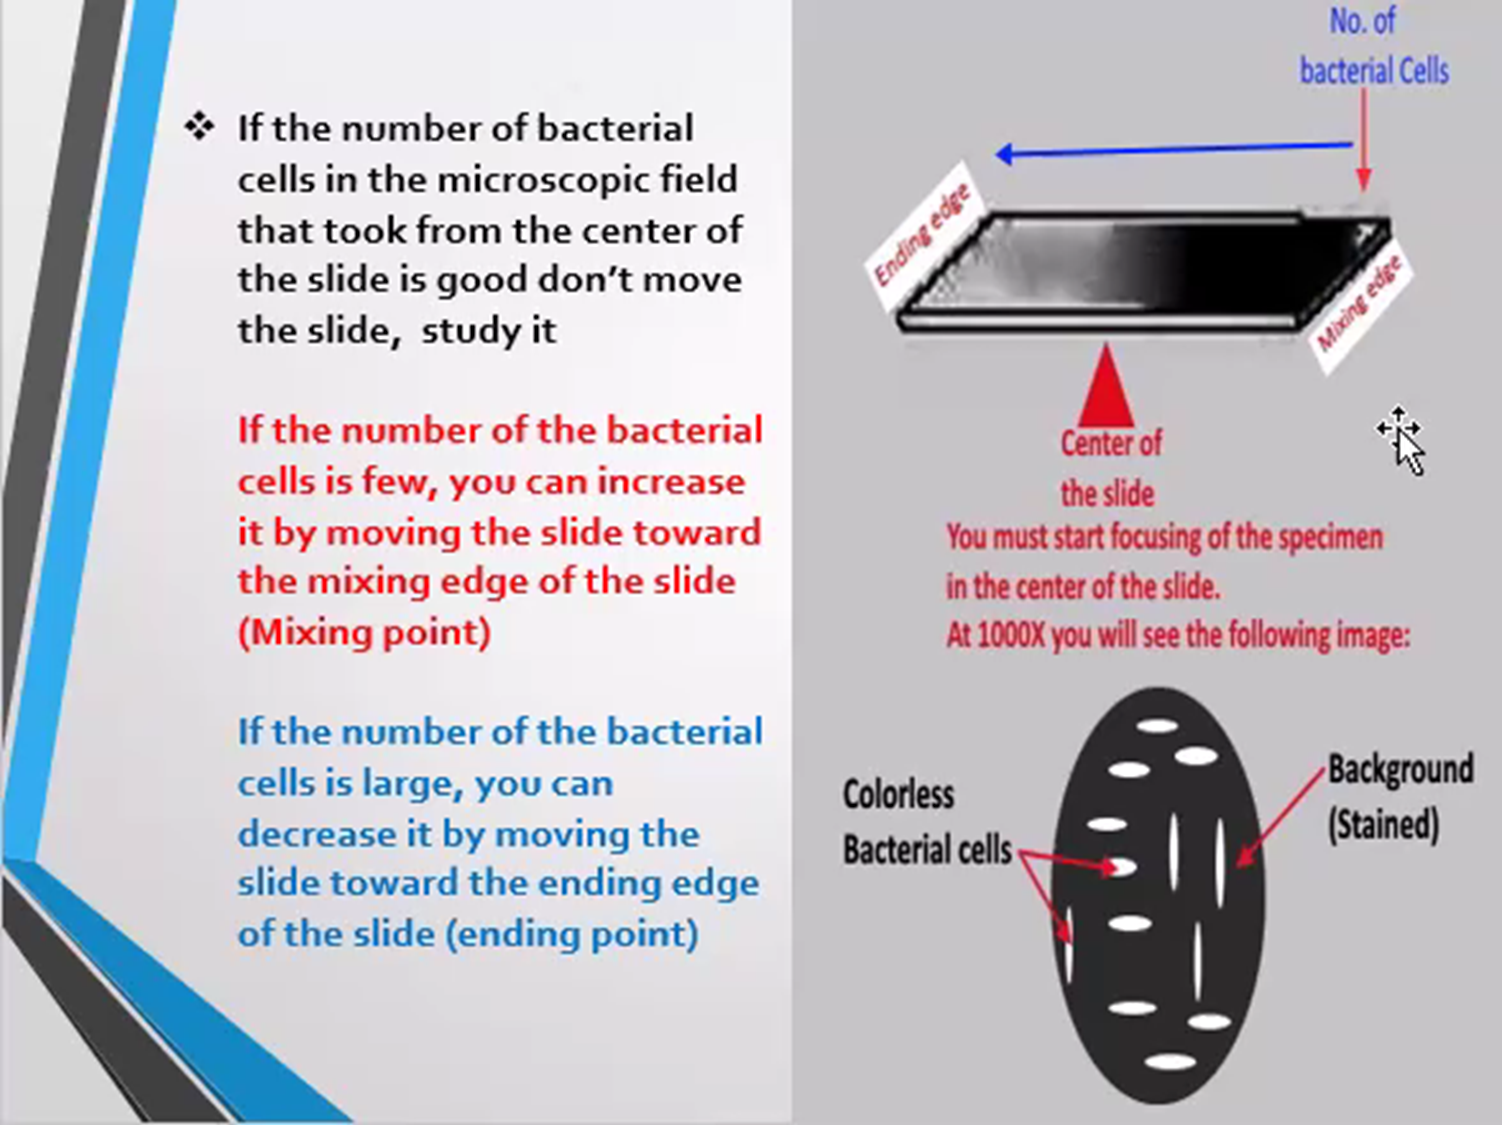 If the number of bacterial
cells in the microscopic field
that took from the center of
the slide is good don't move
the slide, study it
If the number of the bacterial
cells is few, you can increase
it by moving the slide toward
the mixing edge of the slide
(Mixing point)
If the number of the bacterial
cells is large, you can
decrease it by moving the
slide toward the ending edge
of the slide (ending point)
No. of
bacterial Cells
Ending edge
Mixing edge
Center of
the slide
You must start focusing of the specimen
in the center of the slide.
At 1000X you will see the following image:
Colorless
Bacterial cells
Background
(Stained)